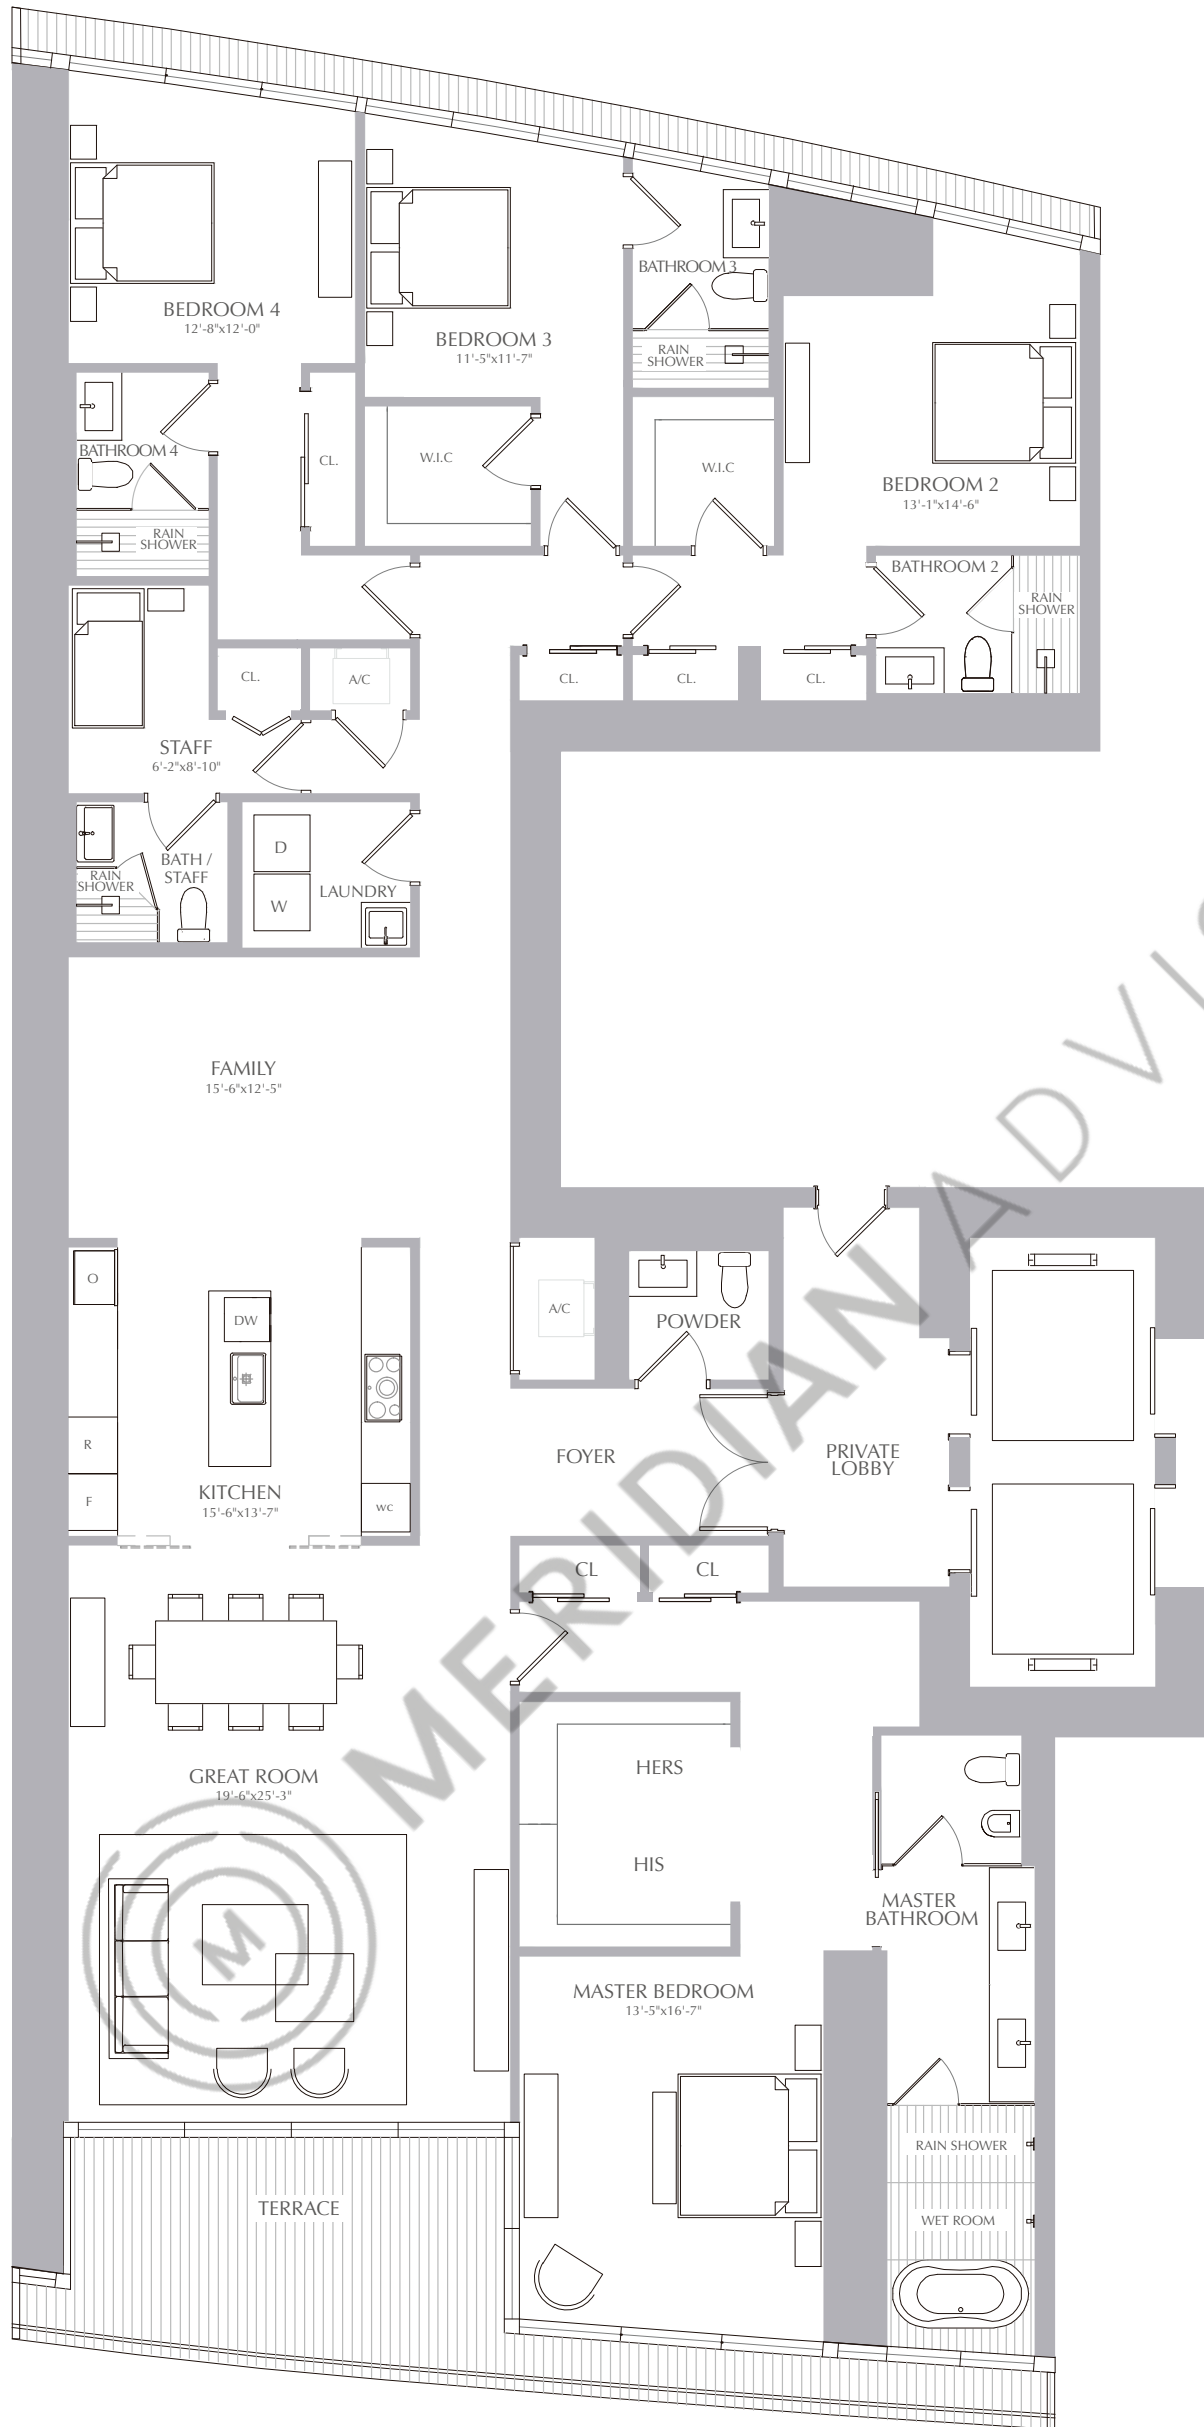 BEDROOM 4
12'-8"x12'-0"
BEDROOM 3
11'-5"x11'-7"
BATHROOM 3
RAIN
SHOWER
BATHROOM 4
RAIN
SHOWER
CL.
W.I.C
W.I.C
BEDROOM 2
13'-1"x14'-6"
BATHROOM 2
RAIN
SHOWER
CL.
A/C
CL.
CL.
CL.
STAFF
6'-2"x8'-10"
BATH /
STAFF
RAIN
SHOWER
D
W
LAUNDRY
FAMILY
15'-6"x12'-5"
O
DW
A/C
POWDER
R
F
KITCHEN
15'-6"x13'-7"
WC
FOYER
PRIVATE
LOBBY
CL
CL
GREAT ROOM
19'-6"x25'-3"
HERS
HIS
MASTER
BATHROOM
MASTER BEDROOM
13'-5"x16'-7"
RAIN SHOWER
WET ROOM
TERRACE
M
MERIDIAN ADVIS